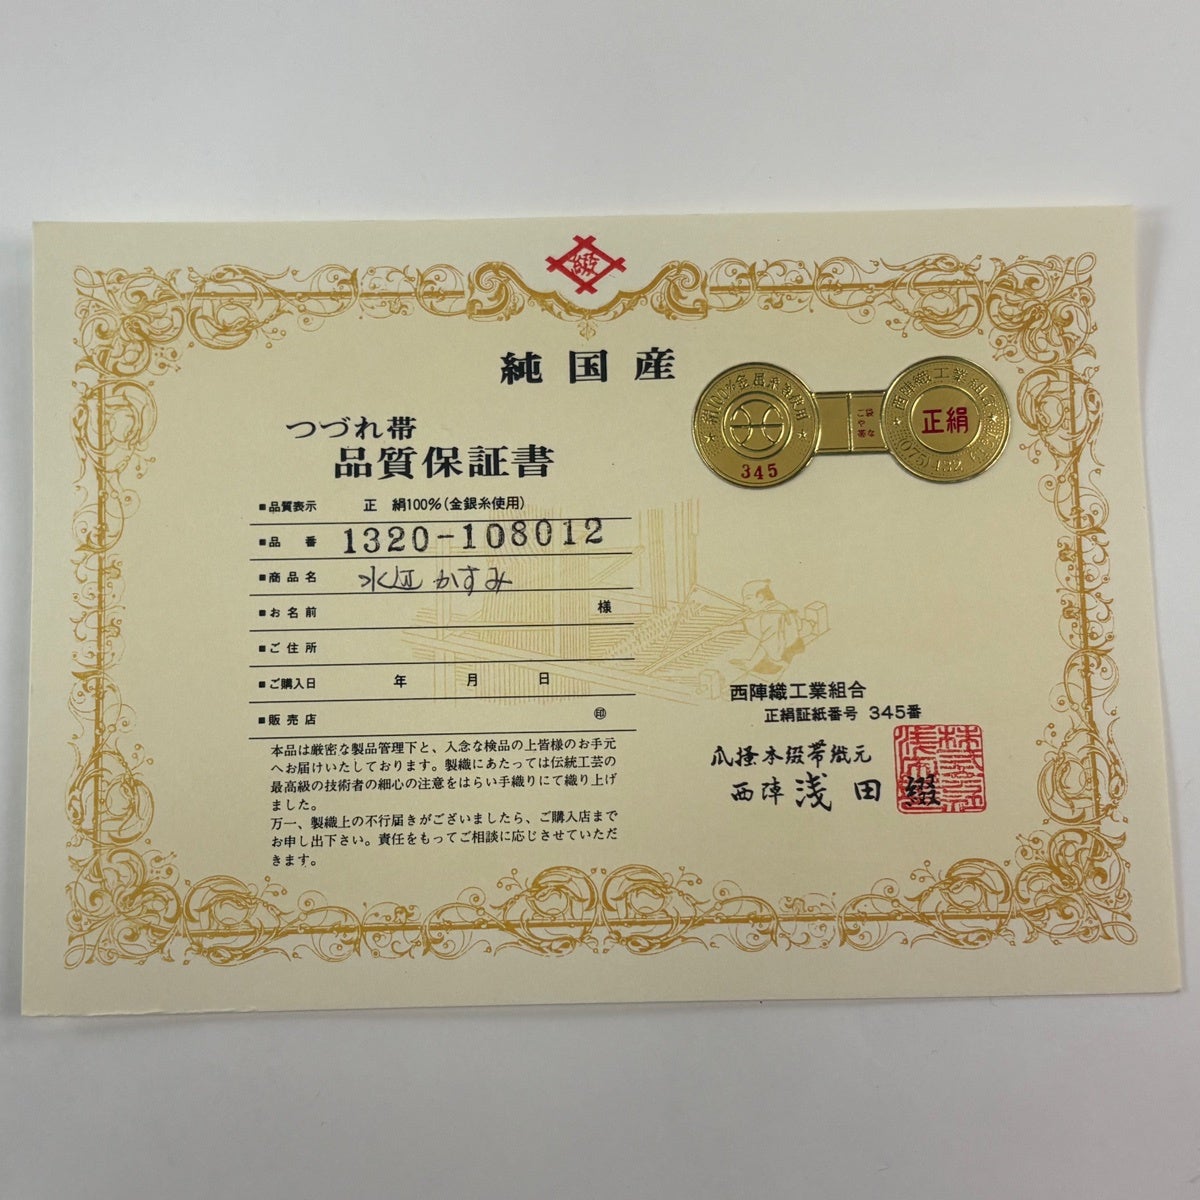 綴
純国産
つづれ帯
品質保証書
■品質表示 正 絹100%(金銀糸使用)
■品 番 1320-108012
■商品名 かすみ
■お名前 様
■ご住所
■ご購入日 年 月 日
■販売店 ㊞
本品は厳密な製品管理下と、入念な検品の上皆様のお手元
へお届けいたしております。製織にあたっては伝統工芸の
最高級の技術者の細心の注意をはらい手織りにて織り上げ
ました。
万一、製織上の不行届きがございましたら、ご購入店まで
お申し出下さい。責任をもってご相談に応じさせていただ
きます。
345
西陣織工業組合
正絹
西陣織工業組合
正絹証紙番号 345番
爪掻本綴帯織元
西陣 浅田綴